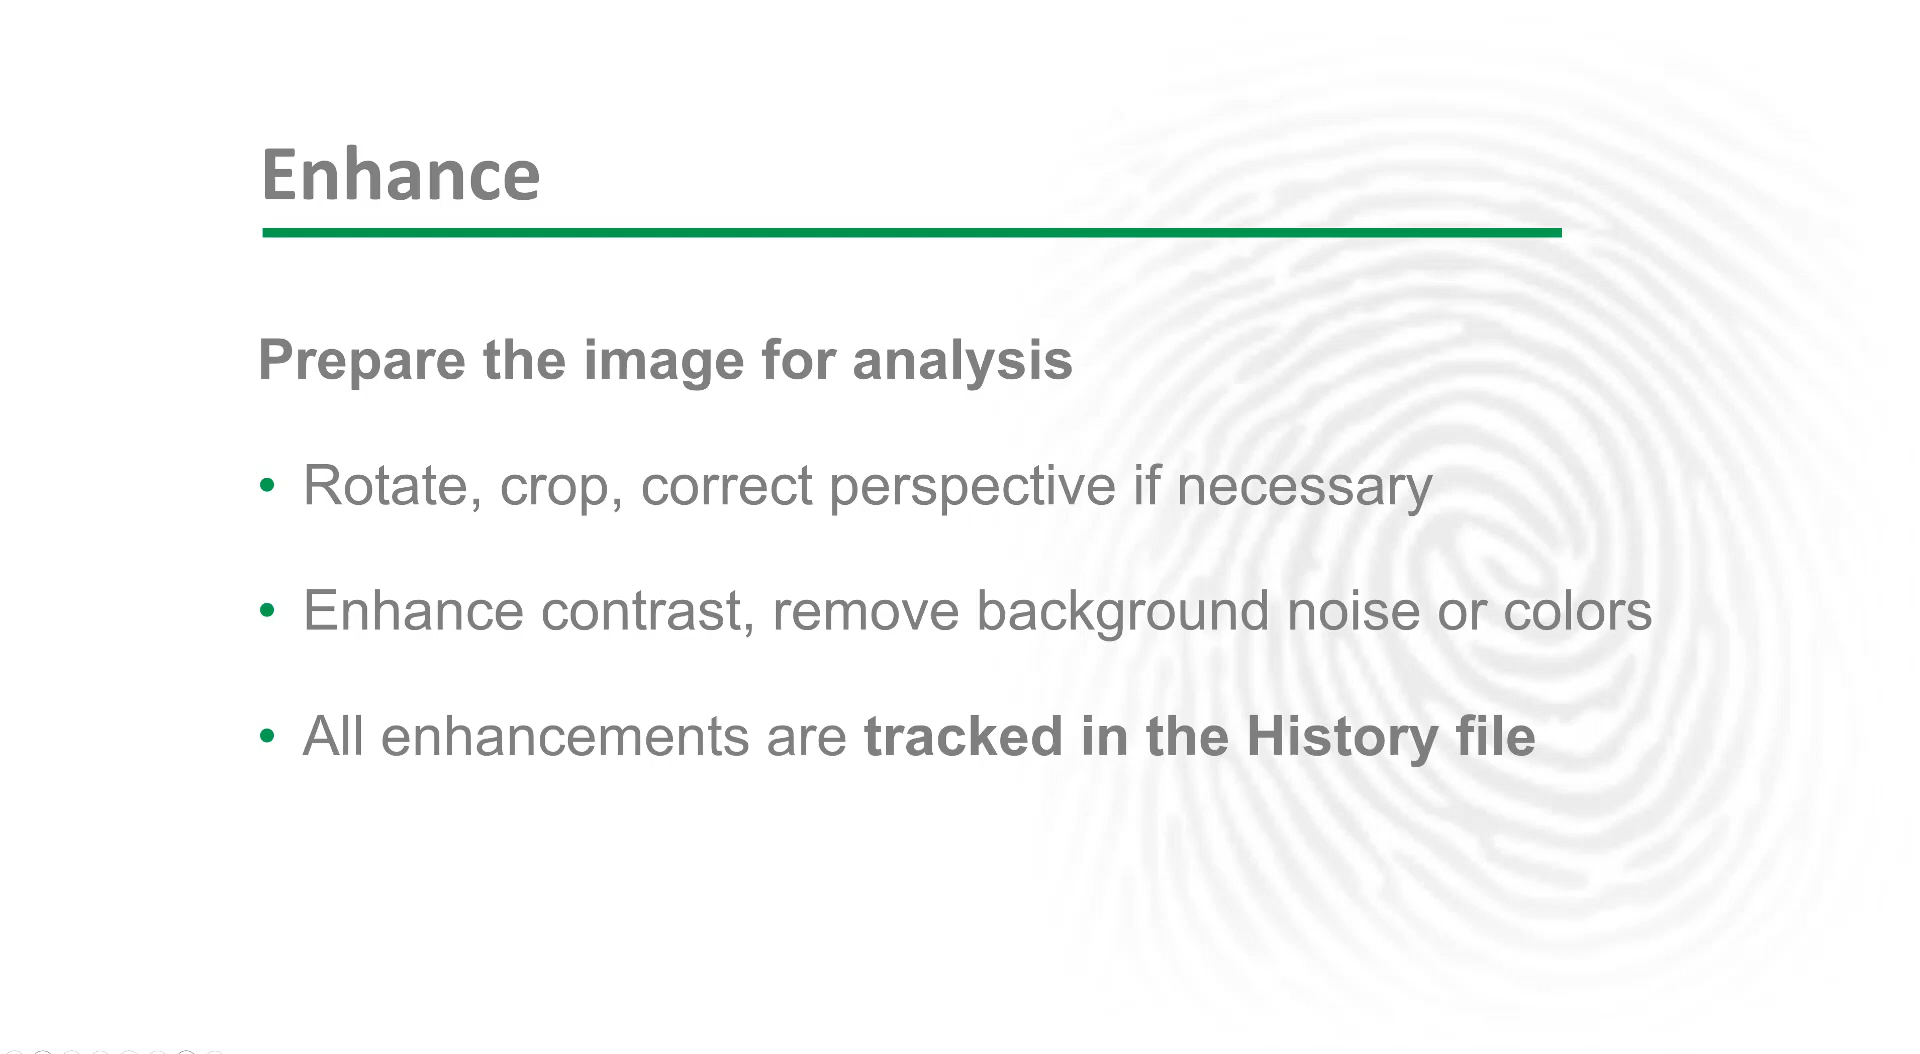 Enhance
Prepare the image for analysis
• Rotate, crop, correct perspective if necessary
• Enhance contrast, remove background noise or colors
• All enhancements are tracked in the History file